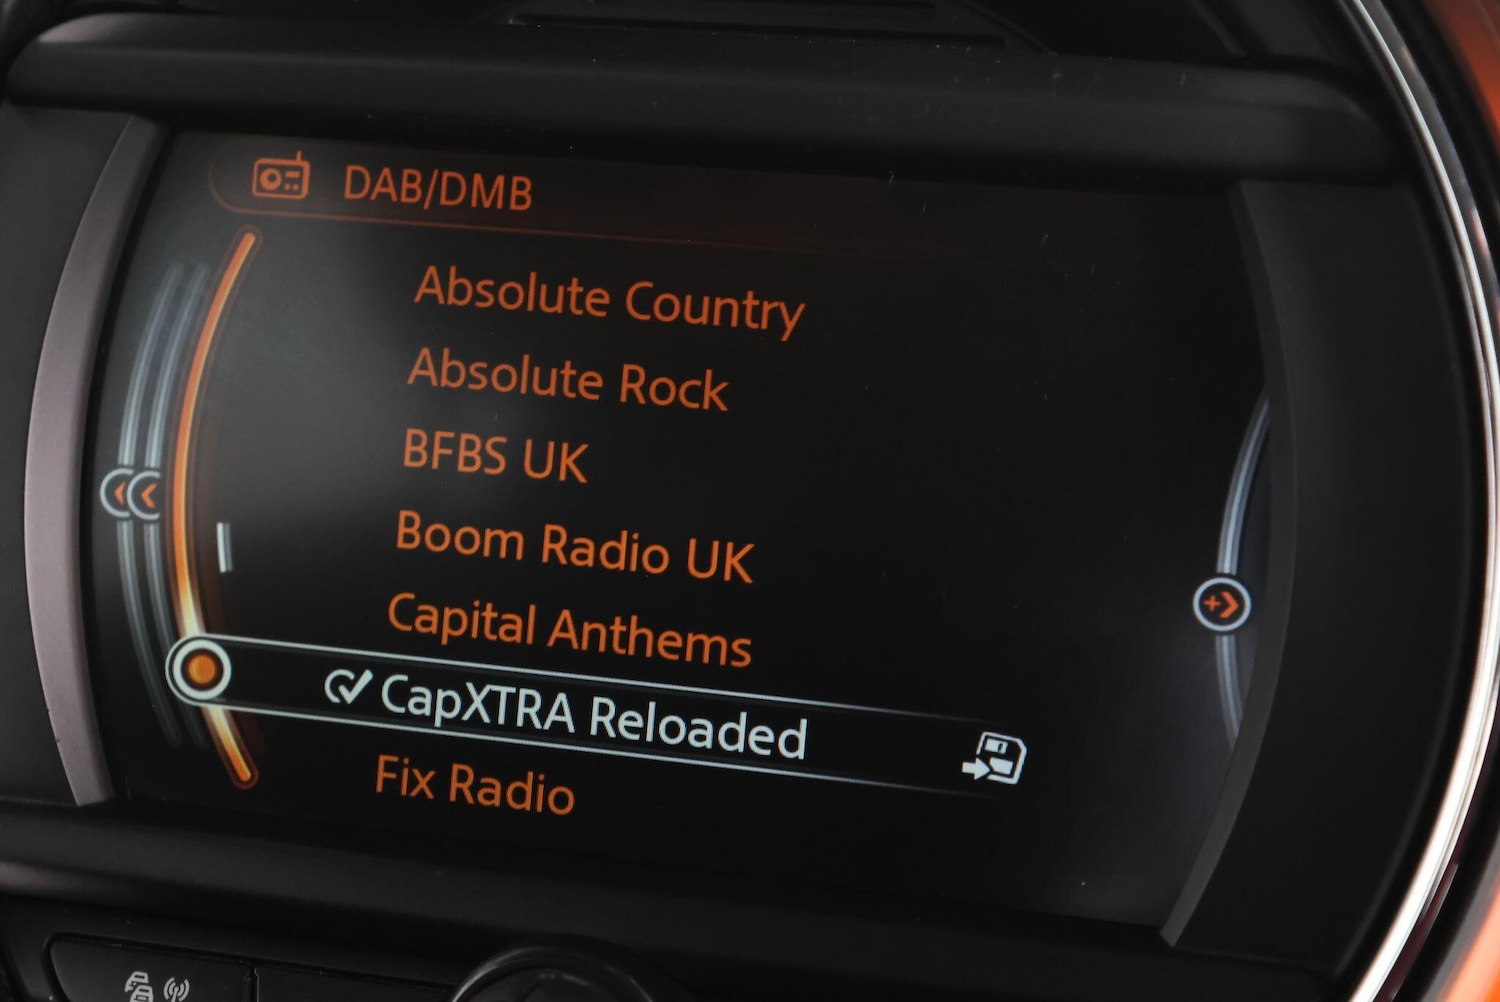 DAB/DMB
Absolute Country
Absolute Rock
BFBS UK
Boom Radio UK
Capital Anthems
CapXTRA Reloaded
Fix Radio